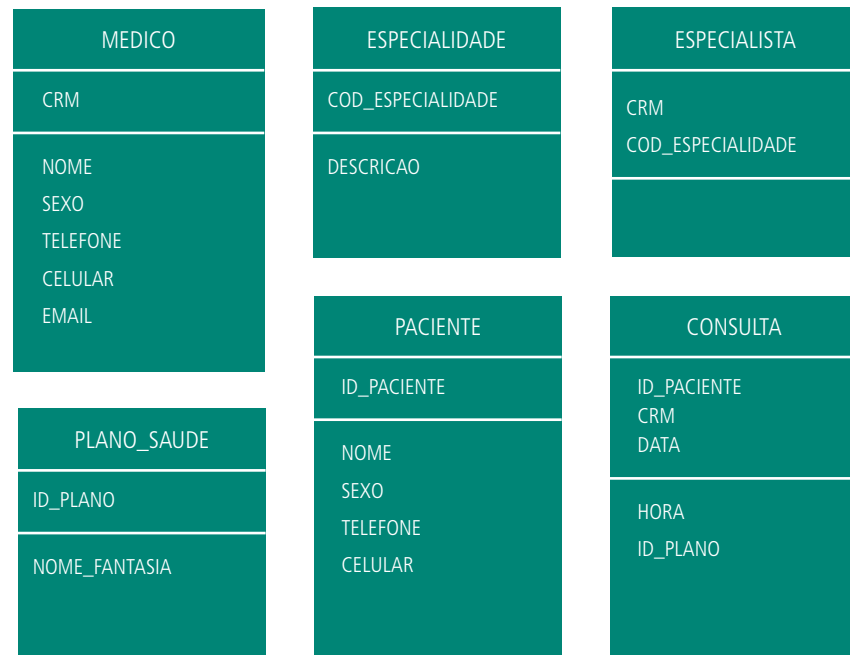 MEDICO
CRM
NOME
SEXO
TELEFONE
CELULAR
EMAIL
ESPECIALIDADE
COD_ESPECIALIDADE
DESCRICAO
ESPECIALISTA
CRM
COD_ESPECIALIDADE
PLANO_SAUDE
ID_PLANO
NOME_FANTASIA
PACIENTE
ID_PACIENTE
NOME
SEXO
TELEFONE
CELULAR
CONSULTA
ID_PACIENTE
CRM
DATA
HORA
ID_PLANO